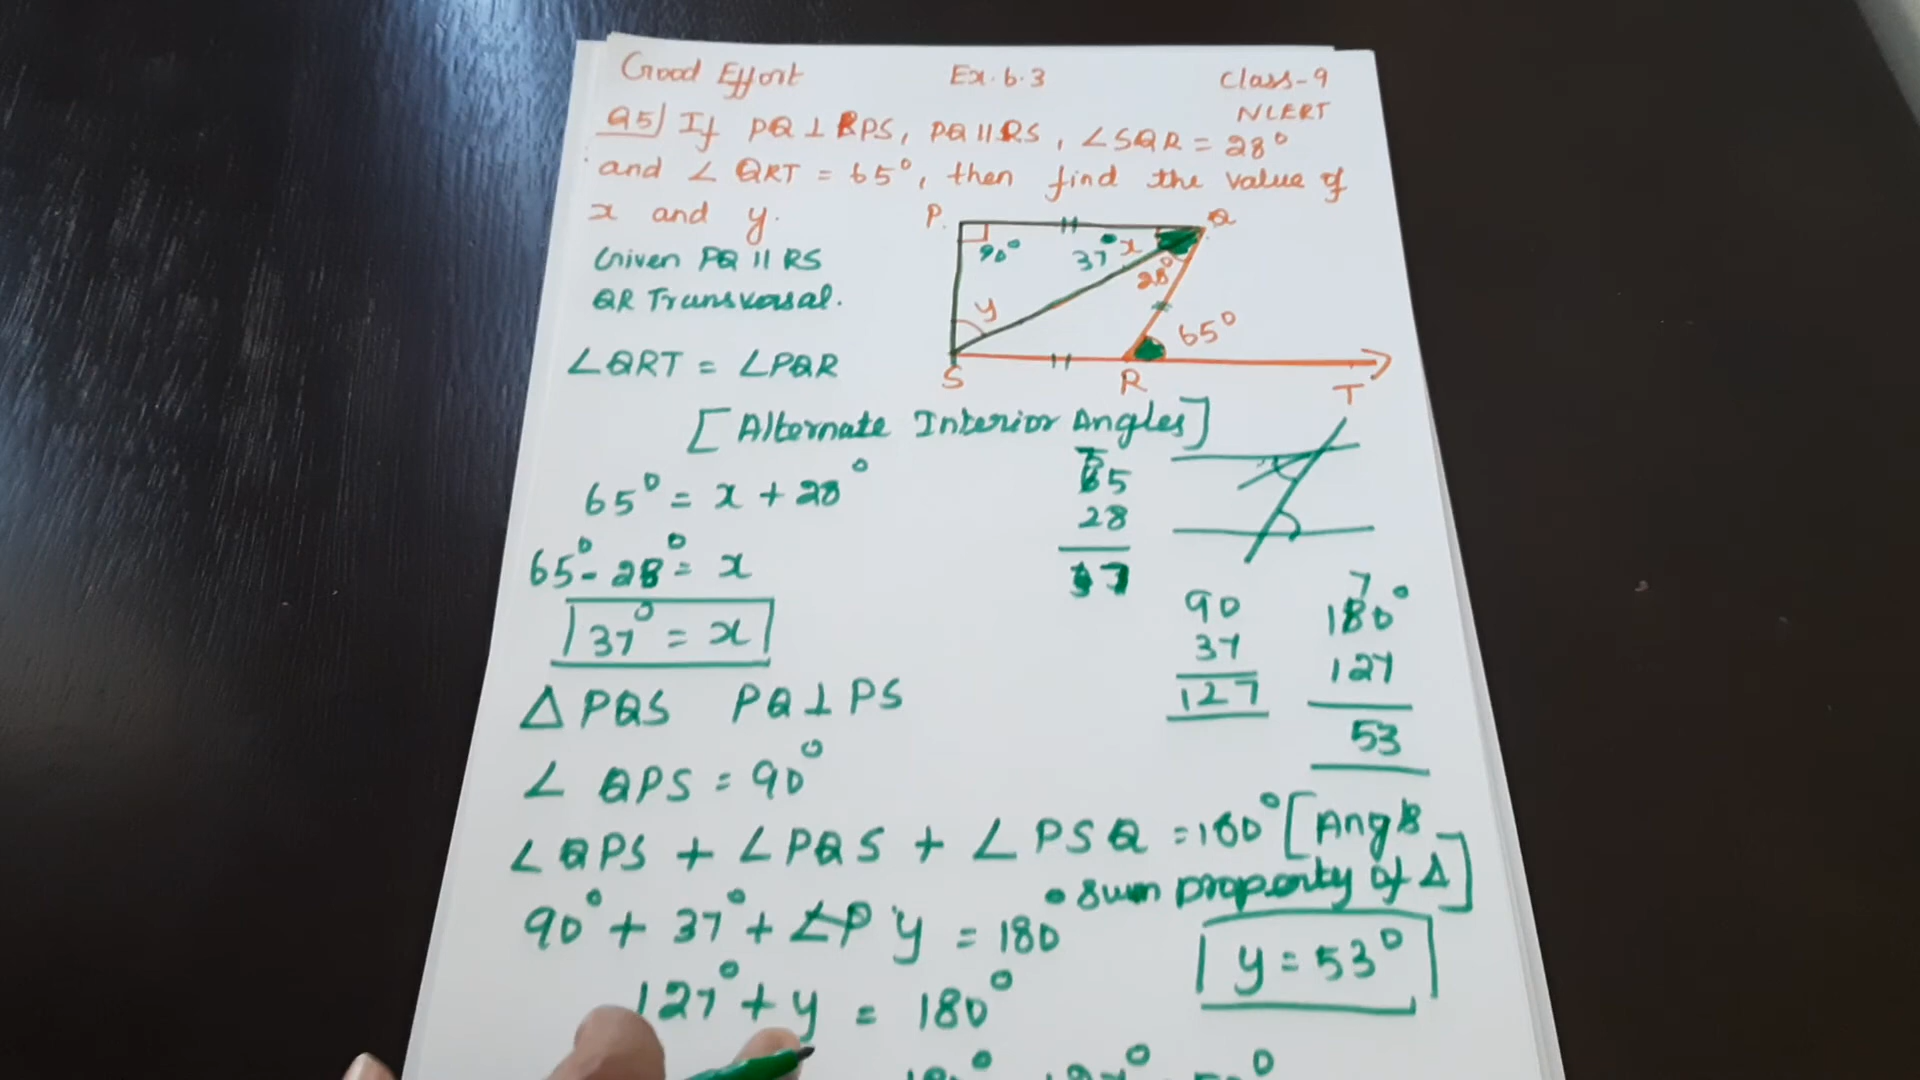 Good Effort Ex. 6.3 Class-9
NCERT
Q5) If PQ ⊥ PS, PQ || RS, ∠SQR = 28°
and ∠ QRT = 65°, then find the value of
x and y.
Given PQ || RS
QR Transversal.
P Q
90° 37° x
28°
y
65°
S R T
∠QRT = ∠PQR
[Alternate Interior Angles]
65° = x + 28°
65° - 28° = x
37° = x
65
28
37
90
37
127
7
180°
127
53
Δ PQS PQ ⊥ PS
∠ QPS = 90°
∠QPS + ∠PQS + ∠PSQ = 180° [Angle
sum property of Δ]
90° + 37° + y = 180°
y = 53°
127° + y = 180°